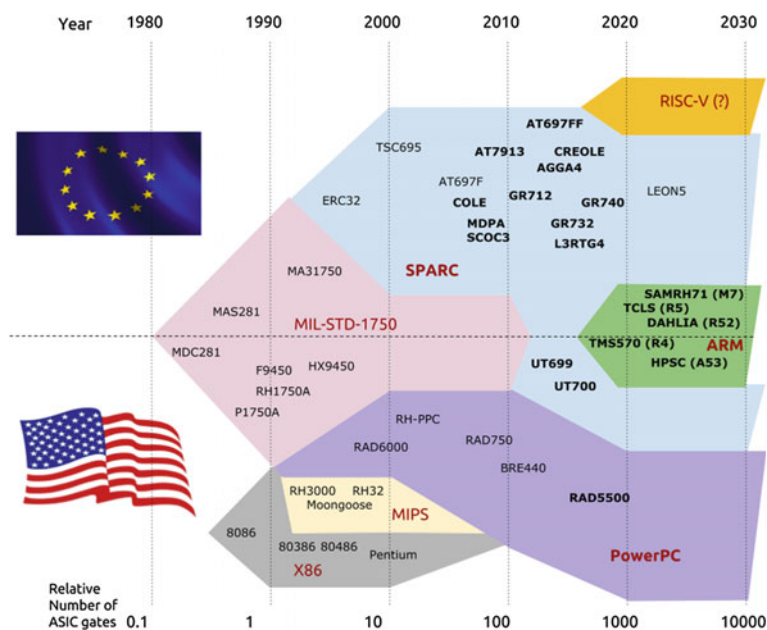 Year 1980 1990 2000 2010 2020 2030
RISC-V (?)
AT697FF
TSC695
AT7913 CREOLE
AGGA4
AT697F
ERC32
COLE
GR712
GR740
LEON5
MDPA
GR732
SCOC3
L3RTG4
MA31750
SPARC
SAMRH71 (M7)
MAS281
TCLS (R5)
MIL-STD-1750
DAHLIA (R52)
TMS570 (R4)
ARM
MDC281
HPSC (A53)
UT699
F9450
HX9450
UT700
RH1750A
P1750A
RH-PPC
RAD6000
RAD750
BRE440
RH3000 RH32
RAD5500
Moongoose
MIPS
8086
80386 80486
Pentium
PowerPC
X86
Relative
Number of
ASIC gates 0.1 1 10 100 1000 10000